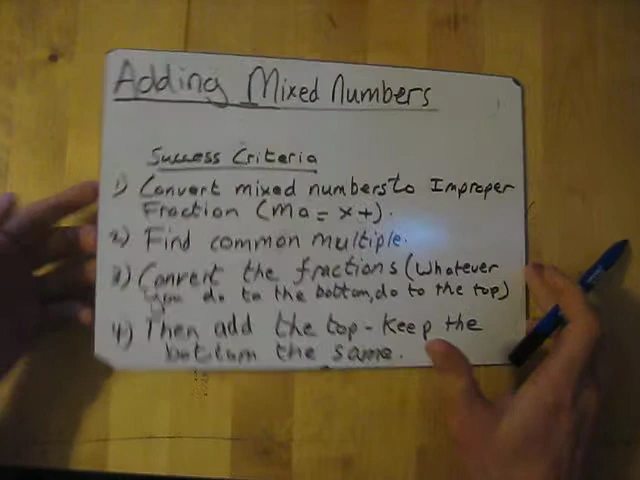 Adding Mixed Numbers
Success Criteria
1) Convert mixed numbers to Improper
Fraction (Ma = x +).
2) Find common multiple.
3) Convert the fractions (Whatever
you do to the bottom, do to the top)
4) Then add the top - Keep the
bottom the same.